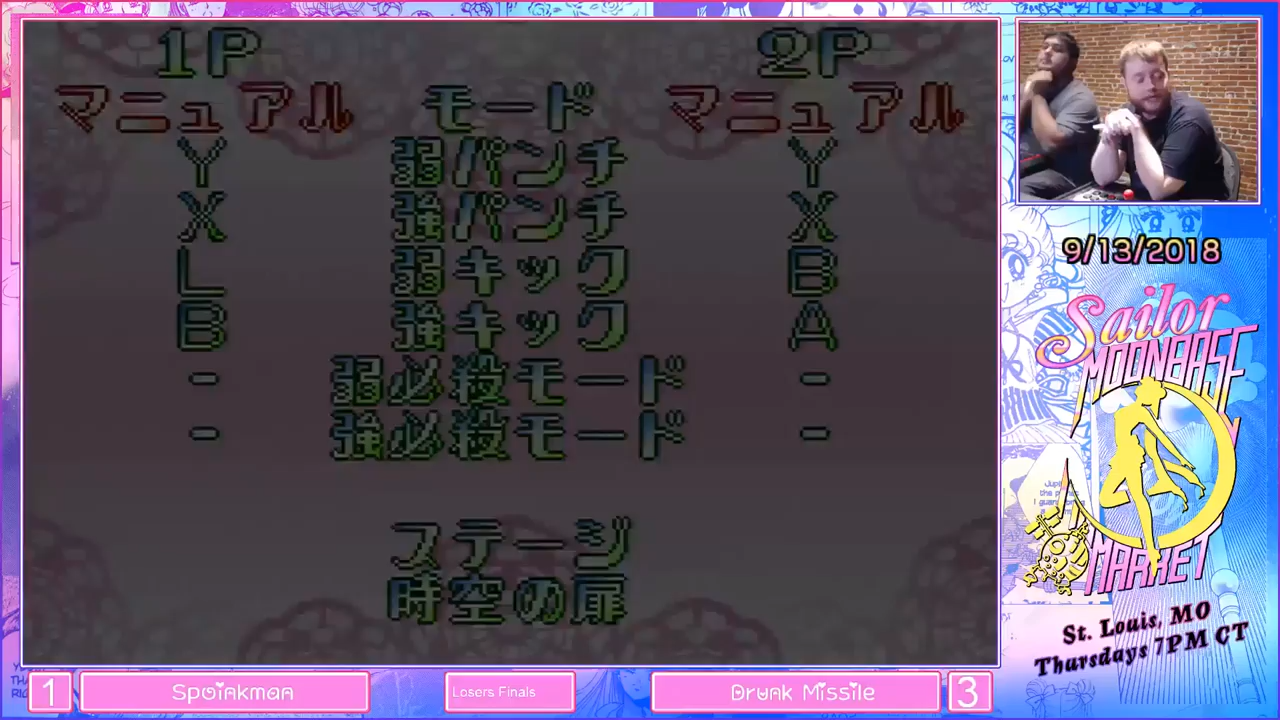 1P 2P
マニュアル モード マニュアル
Y 弱パンチ Y
X 強パンチ X
L 弱キック B
B 強キック A
- 弱必殺モード -
- 強必殺モード -
ステージ
時空の扉
9/13/2018
Sailor
MOONBASE
MARKET
St. Louis, MO
Thursdays 7PM CT
1 Spoinkman Losers Finals Drunk Missile 3